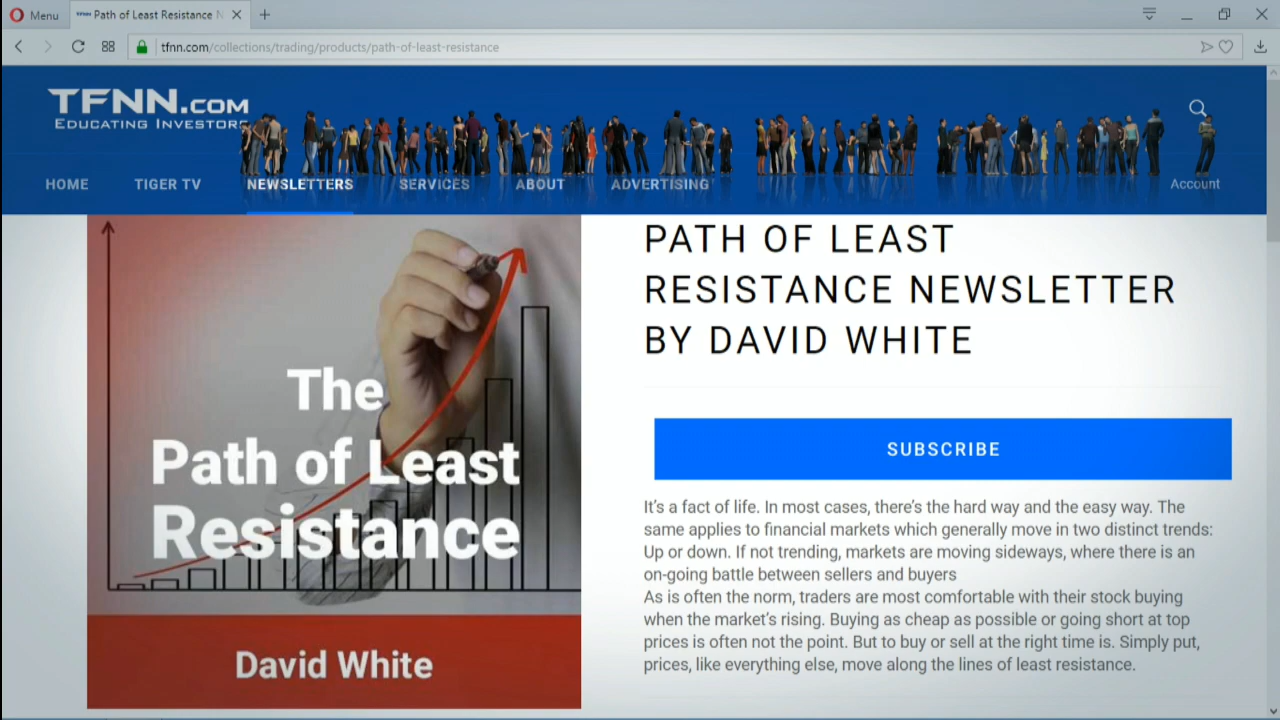 Menu
Path of Least Resistance N
tfnn.com/collections/trading/products/path-of-least-resistance
TFNN.COM
EDUCATING INVESTORS
HOME
TIGER TV
NEWSLETTERS
SERVICES
ABOUT
ADVERTISING
Account
The
Path of Least
Resistance
David White
PATH OF LEAST
RESISTANCE NEWSLETTER
BY DAVID WHITE
SUBSCRIBE
It's a fact of life. In most cases, there's the hard way and the easy way. The
same applies to financial markets which generally move in two distinct trends:
Up or down. If not trending, markets are moving sideways, where there is an
on-going battle between sellers and buyers
As is often the norm, traders are most comfortable with their stock buying
when the market's rising. Buying as cheap as possible or going short at top
prices is often not the point. But to buy or sell at the right time is. Simply put,
prices, like everything else, move along the lines of least resistance.